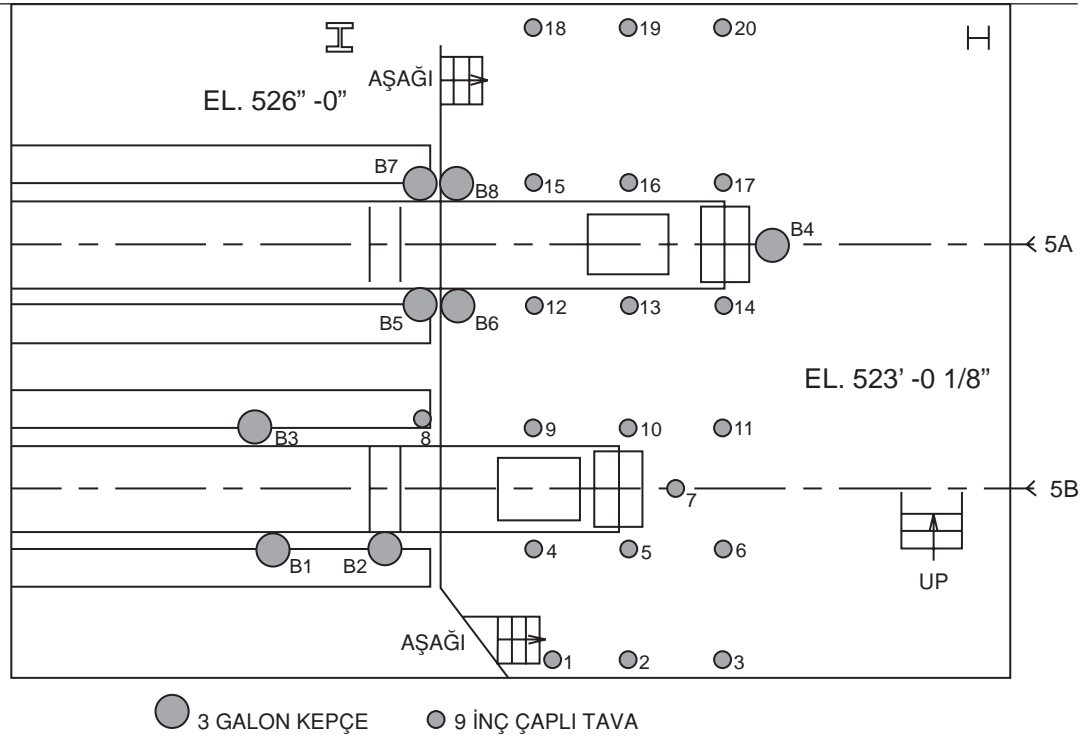 18 19 20
AŞAĞI
EL. 526” -0”
B7 B8 15 16 17
B4
5A
B5 B6 12 13 14
EL. 523’ -0 1/8”
B3 8 9 10 11
7
5B
B1 B2 4 5 6
UP
AŞAĞI
1 2 3
3 GALON KEPÇE 9 İNÇ ÇAPLI TAVA